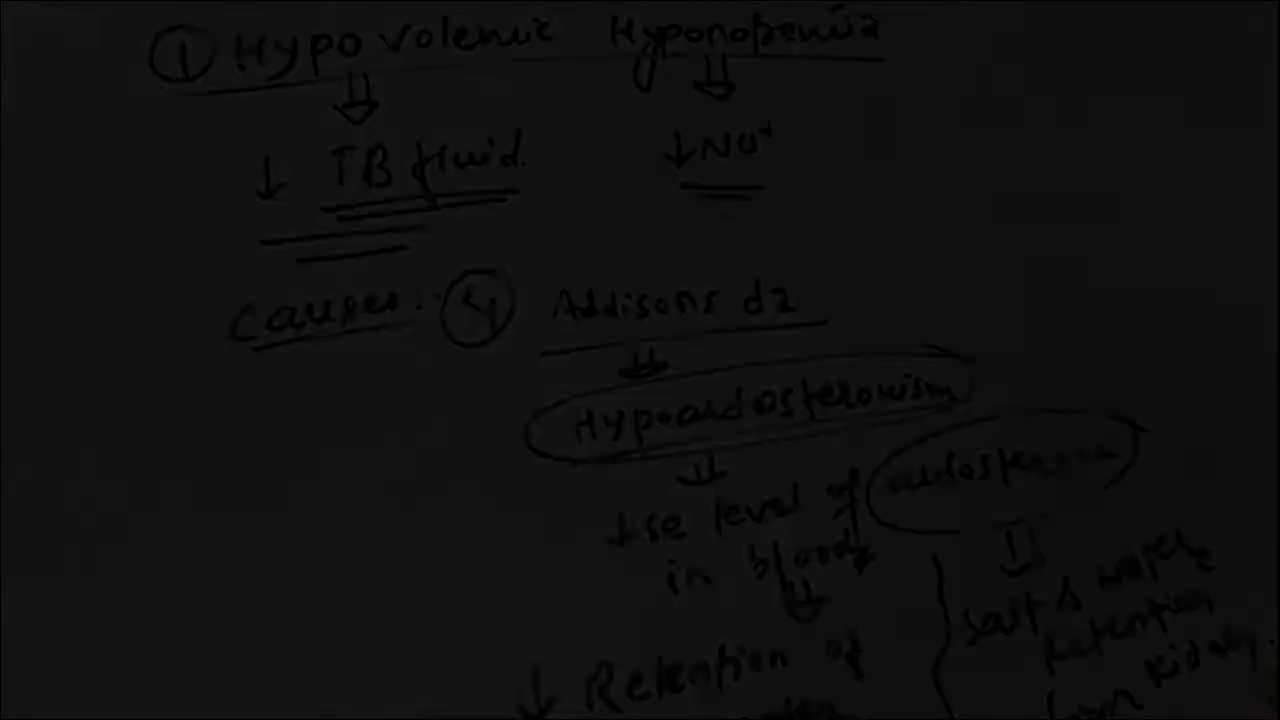 ① Hypovolemic Hyponatremia
↓ TB fluid. ↓ Na⁺
Causes:
Addisons dz
Hypoaldosteronism
↓se level of aldosterone
in blood
salt & water
↓ Retention of retention
from kidney